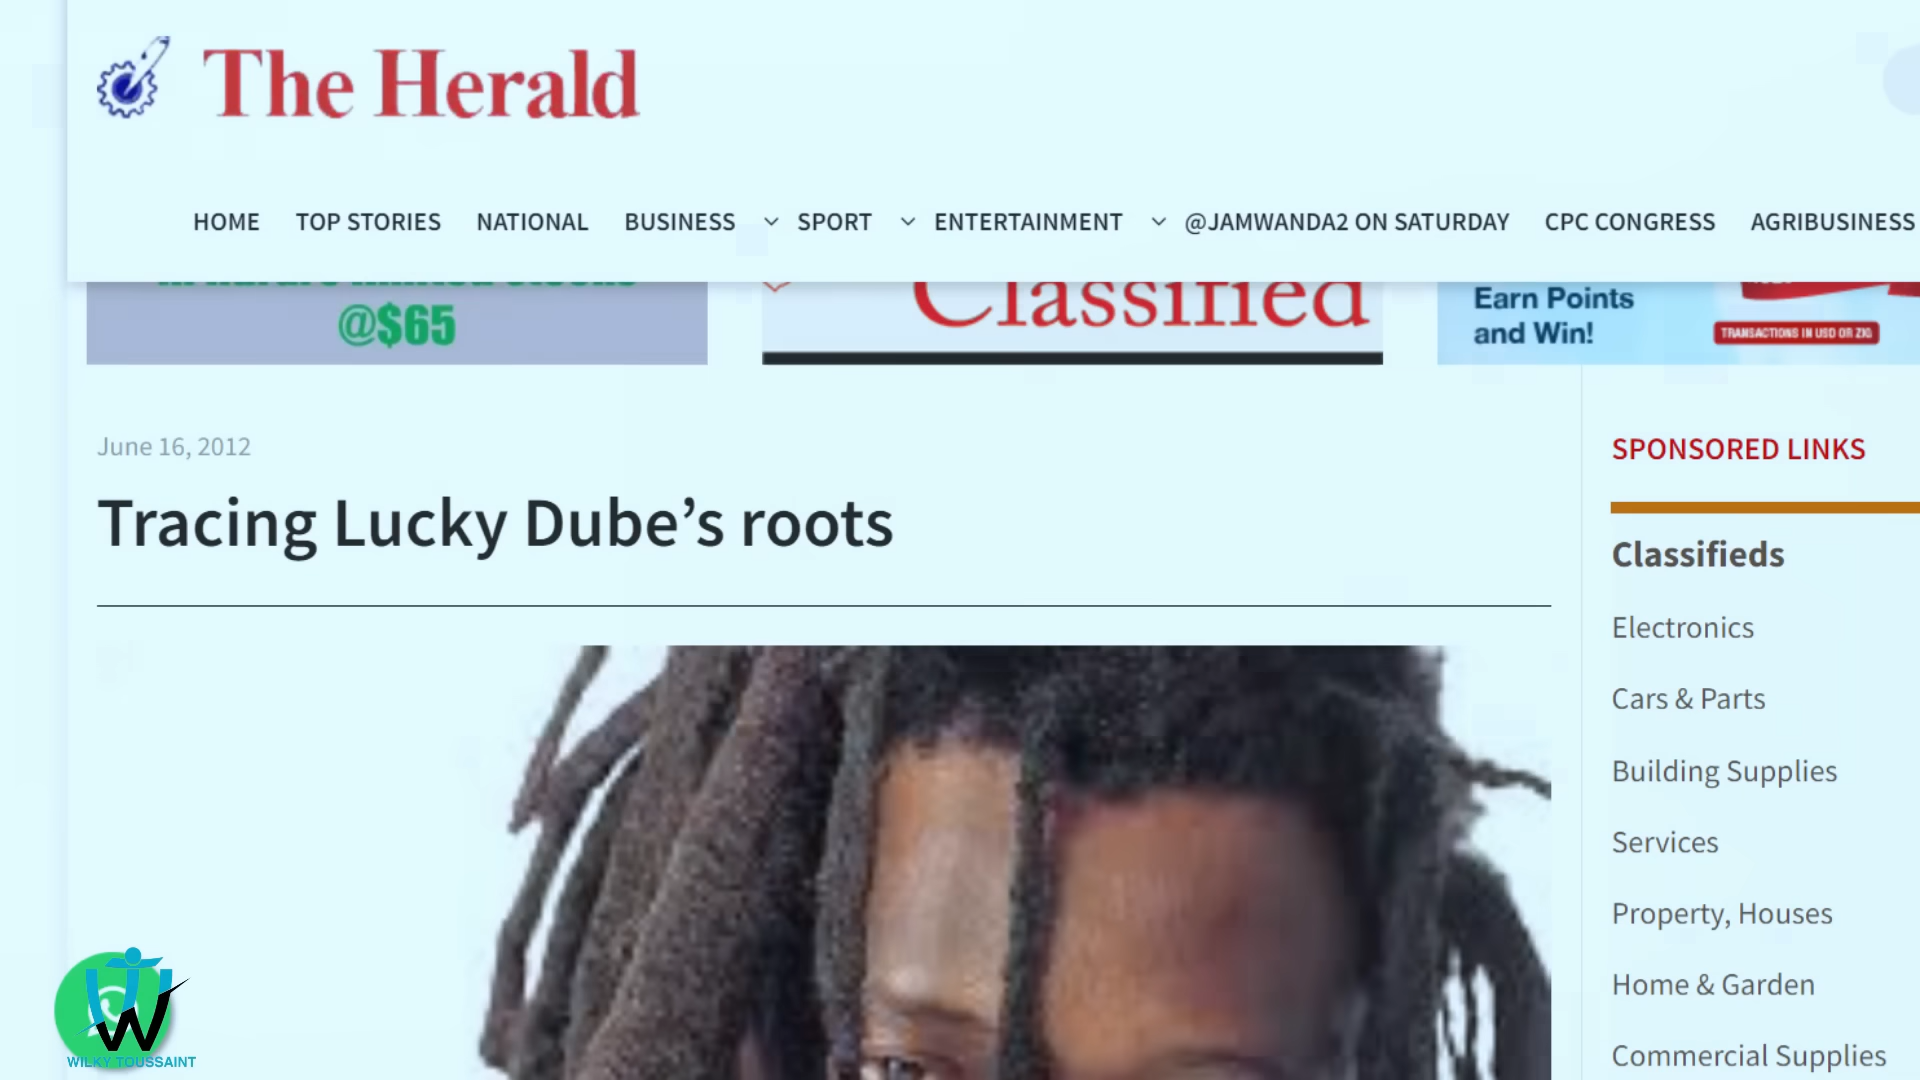 The Herald
HOME TOP STORIES NATIONAL BUSINESS SPORT ENTERTAINMENT @JAMWANDA2 ON SATURDAY CPC CONGRESS AGRIBUSINESS
@$65
Classified
Earn Points
and Win!
TRANSACTIONS IN USD OR ZIG
June 16, 2012
Tracing Lucky Dube’s roots
SPONSORED LINKS
Classifieds
Electronics
Cars & Parts
Building Supplies
Services
Property, Houses
Home & Garden
Commercial Supplies
WILKY TOUSSAINT